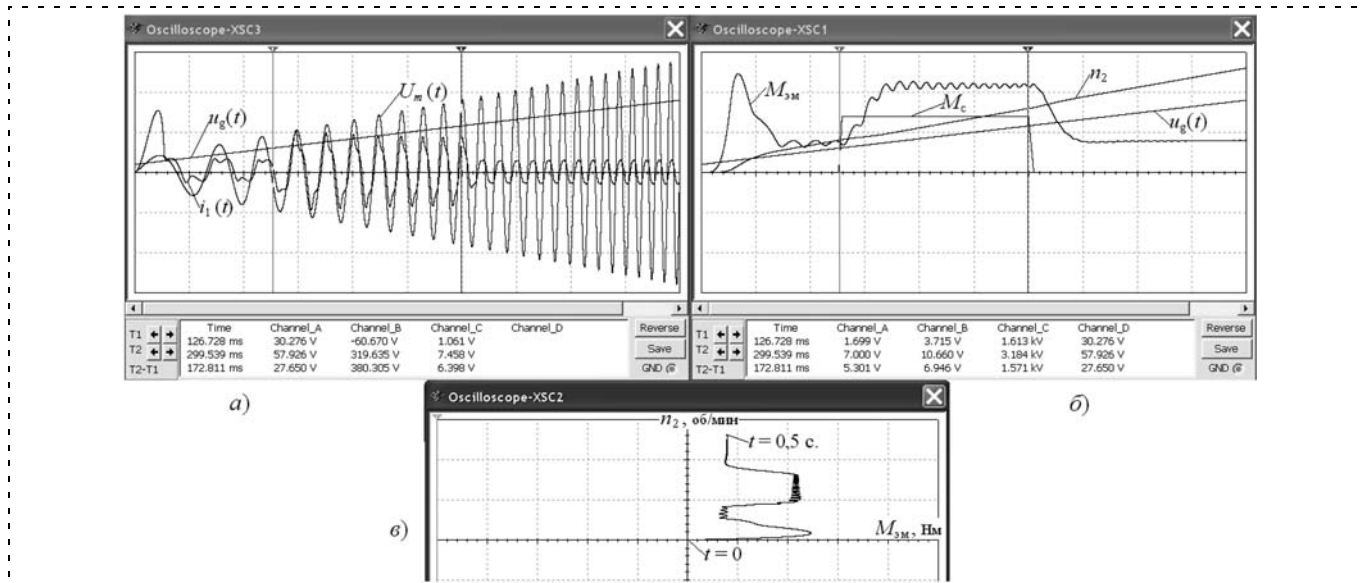 Oscilloscope-XSC3
U_m (t)
u_g(t)
i_1 (t)
T1
T2
T2-T1
Time Channel_A Channel_B Channel_C Channel_D
126.728 ms 30.276 V -60.670 V 1.061 V
299.539 ms 57.926 V 319.635 V 7.458 V
172.811 ms 27.650 V 380.305 V 6.398 V
Reverse
Save
GND
а)
Oscilloscope-XSC1
M_эм
n_2
M_c
u_g(t)
T1
T2
T2-T1
Time Channel_A Channel_B Channel_C Channel_D
126.728 ms 1.699 V 3.715 V 1.613 kV 30.276 V
299.539 ms 7.000 V 10.660 V 3.184 kV 57.926 V
172.811 ms 5.301 V 6.946 V 1.571 kV 27.650 V
Reverse
Save
GND
б)
Oscilloscope-XSC2
n_2 , об/мин
t = 0,5 с.
M_эм, Нм
t = 0
в)